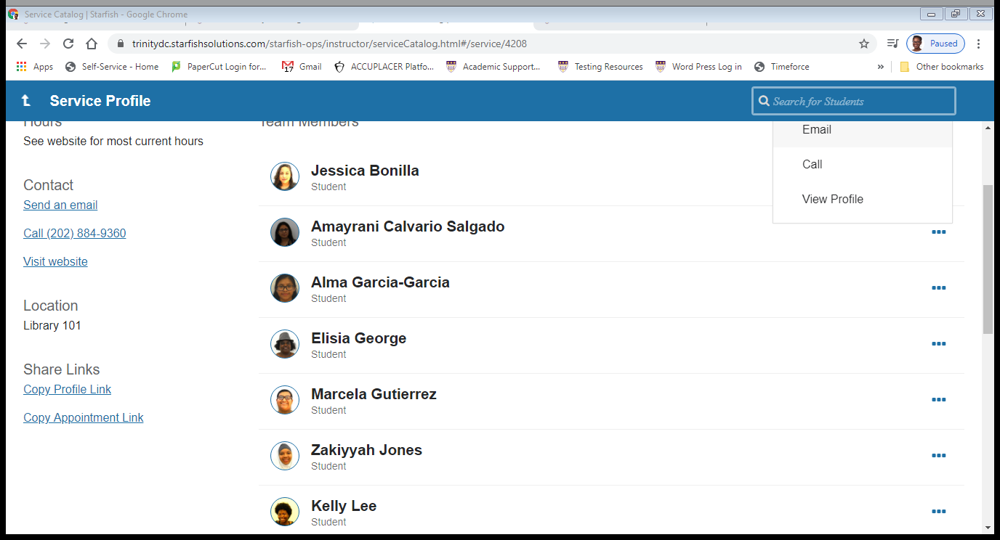 Service Catalog | Starfish - Google Chrome
trinitydc.starfishsolutions.com/starfish-ops/instructor/serviceCatalog.html#/service/4208
Paused
Apps
Self-Service - Home
PaperCut Login for...
17
Gmail
ACCUPLACER Platfo...
Academic Support...
Testing Resources
Word Press Log in
Timeforce
»
Other bookmarks
Service Profile
Search for Students
Hours
See website for most current hours
Contact
Send an email
Call (202) 884-9360
Visit website
Location
Library 101
Share Links
Copy Profile Link
Copy Appointment Link
Team Members
Jessica Bonilla
Student
Amayrani Calvario Salgado
Student
Alma Garcia-Garcia
Student
Elisia George
Student
Marcela Gutierrez
Student
Zakiyyah Jones
Student
Kelly Lee
Student
Email
Call
View Profile